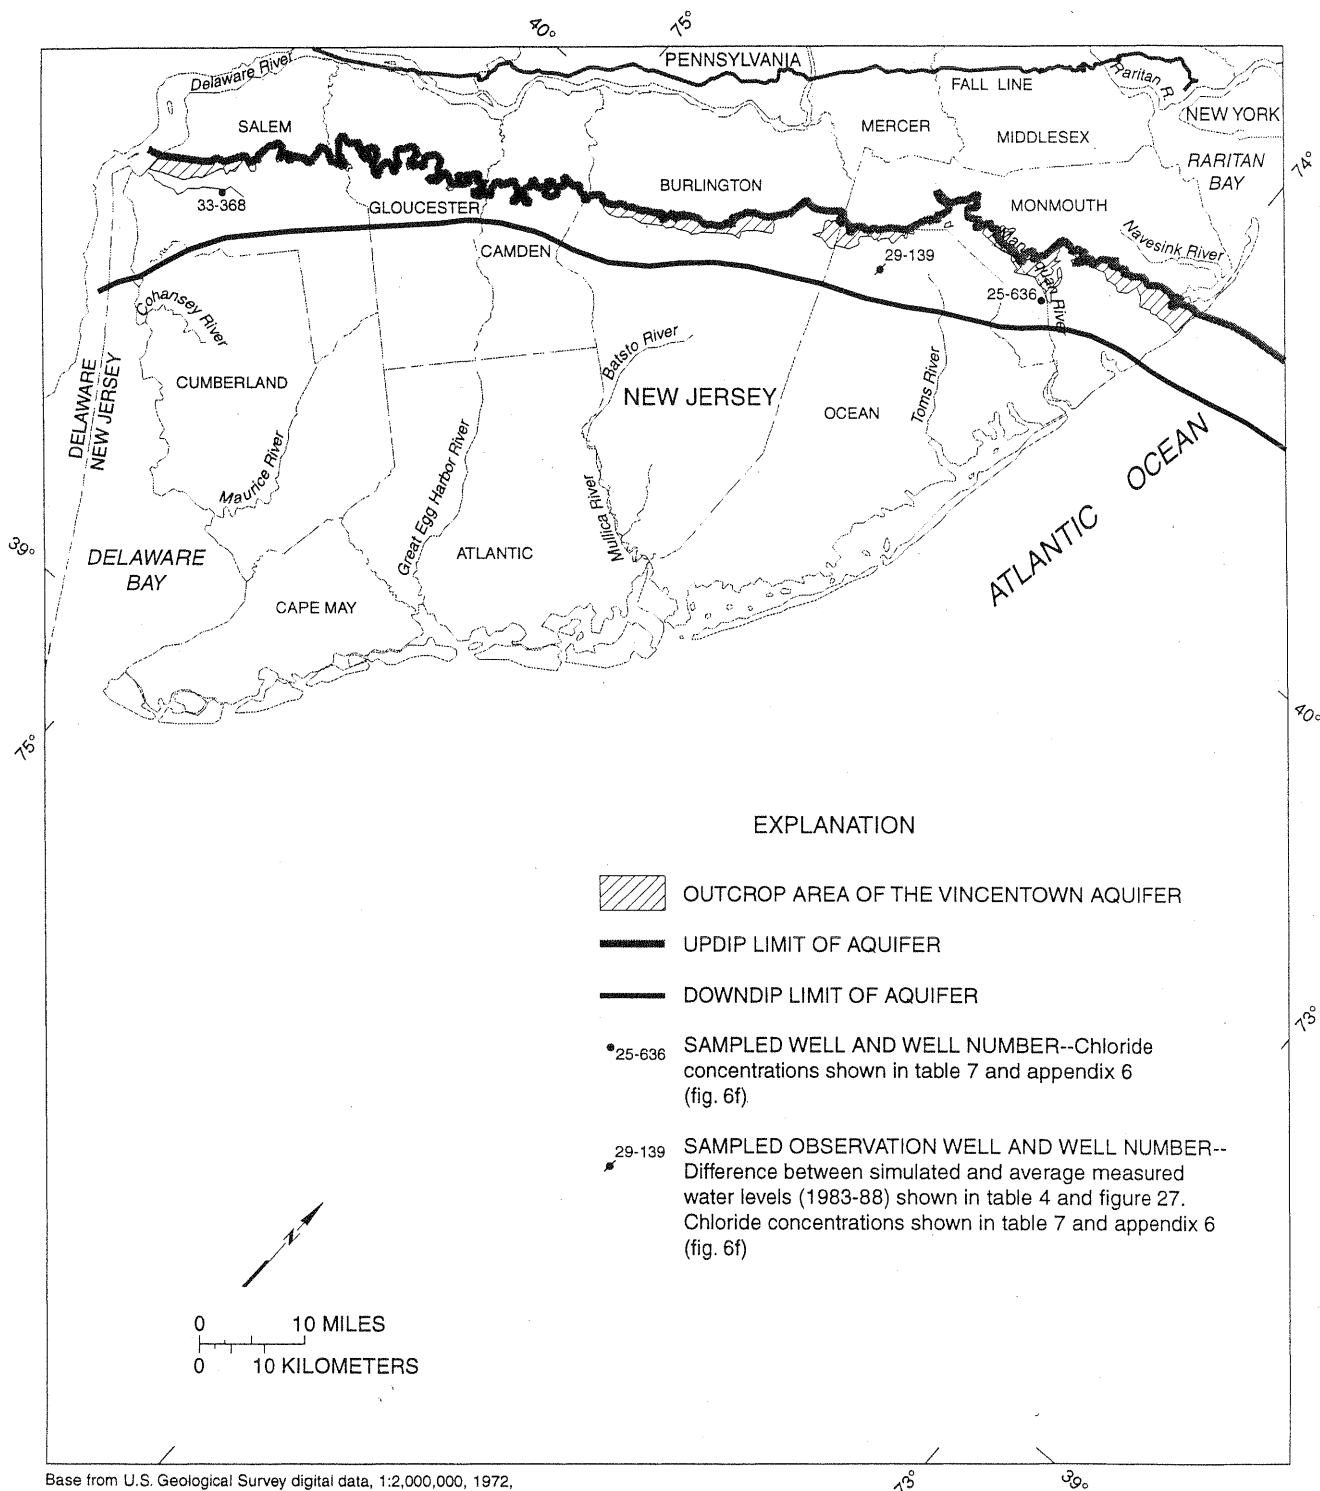 40°
75°
PENNSYLVANIA
Delaware River
FALL LINE
Raritan R.
NEW YORK
SALEM
MERCER
MIDDLESEX
RARITAN
BAY
74°
BURLINGTON
33-368
GLOUCESTER
MONMOUTH
Navesink River
CAMDEN
29-139
25-636
Manasquan River
Cohansey River
Batsto River
DELAWARE
NEW JERSEY
CUMBERLAND
NEW JERSEY
OCEAN
Toms River
Maurice River
Great Egg Harbor River
Mullica River
ATLANTIC OCEAN
39°
DELAWARE
BAY
ATLANTIC
CAPE MAY
75°
40°
EXPLANATION
OUTCROP AREA OF THE VINCENTOWN AQUIFER
UPDIP LIMIT OF AQUIFER
DOWNDIP LIMIT OF AQUIFER
73°
25-636
SAMPLED WELL AND WELL NUMBER--Chloride
concentrations shown in table 7 and appendix 6
(fig. 6f)
29-139
SAMPLED OBSERVATION WELL AND WELL NUMBER--
Difference between simulated and average measured
water levels (1983-88) shown in table 4 and figure 27.
Chloride concentrations shown in table 7 and appendix 6
(fig. 6f)
N
0 10 MILES
0 10 KILOMETERS
Base from U.S. Geological Survey digital data, 1:2,000,000, 1972,
73°
39°